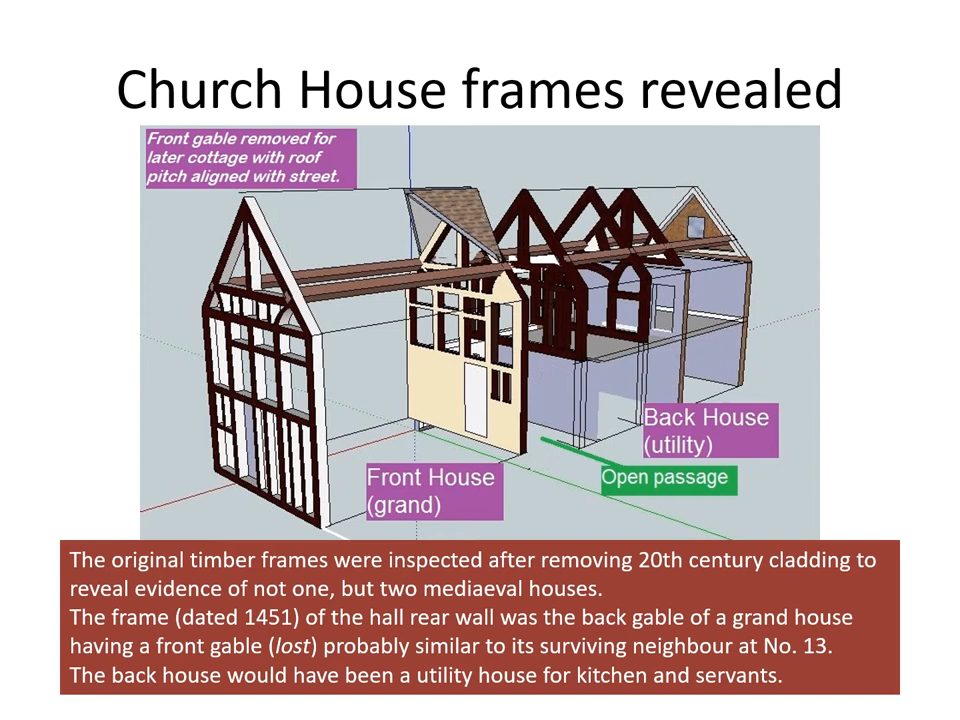 Church House frames revealed
Front gable removed for
later cottage with roof
pitch aligned with street.
Back House
(utility)
Open passage
Front House
(grand)
The original timber frames were inspected after removing 20th century cladding to
reveal evidence of not one, but two mediaeval houses.
The frame (dated 1451) of the hall rear wall was the back gable of a grand house
having a front gable (lost) probably similar to its surviving neighbour at No. 13.
The back house would have been a utility house for kitchen and servants.